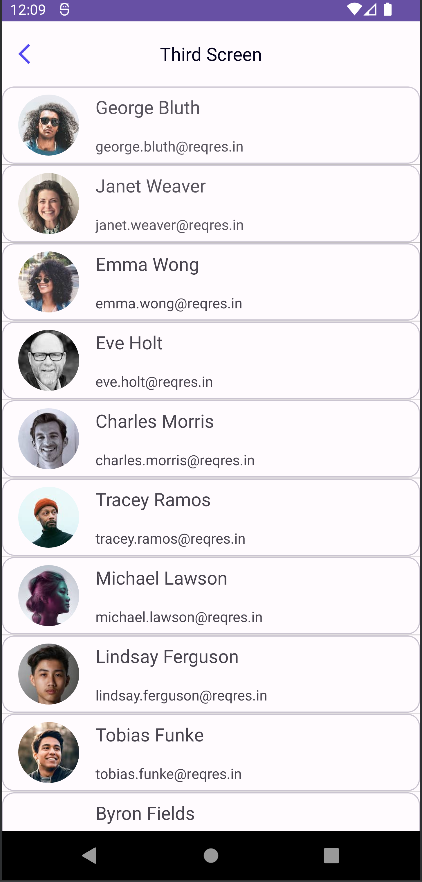 12:09
Third Screen
George Bluth
george.bluth@reqres.in
Janet Weaver
janet.weaver@reqres.in
Emma Wong
emma.wong@reqres.in
Eve Holt
eve.holt@reqres.in
Charles Morris
charles.morris@reqres.in
Tracey Ramos
tracey.ramos@reqres.in
Michael Lawson
michael.lawson@reqres.in
Lindsay Ferguson
lindsay.ferguson@reqres.in
Tobias Funke
tobias.funke@reqres.in
Byron Fields